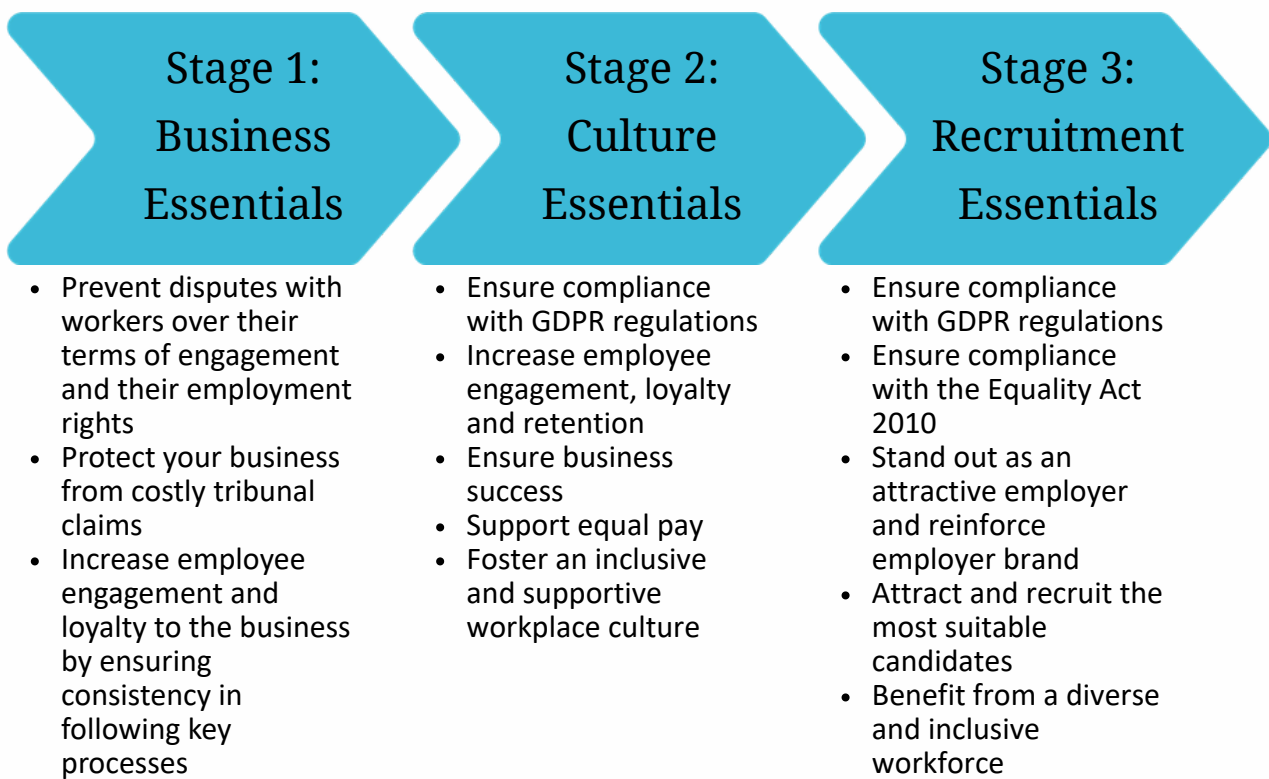 Stage 1:
Business
Essentials
• Prevent disputes with
workers over their
terms of engagement
and their employment
rights
• Protect your business
from costly tribunal
claims
• Increase employee
engagement and
loyalty to the business
by ensuring
consistency in
following key
processes
Stage 2:
Culture
Essentials
• Ensure compliance
with GDPR regulations
• Increase employee
engagement, loyalty
and retention
• Ensure business
success
• Support equal pay
• Foster an inclusive
and supportive
workplace culture
Stage 3:
Recruitment
Essentials
• Ensure compliance
with GDPR regulations
• Ensure compliance
with the Equality Act
2010
• Stand out as an
attractive employer
and reinforce
employer brand
• Attract and recruit the
most suitable
candidates
• Benefit from a diverse
and inclusive
workforce